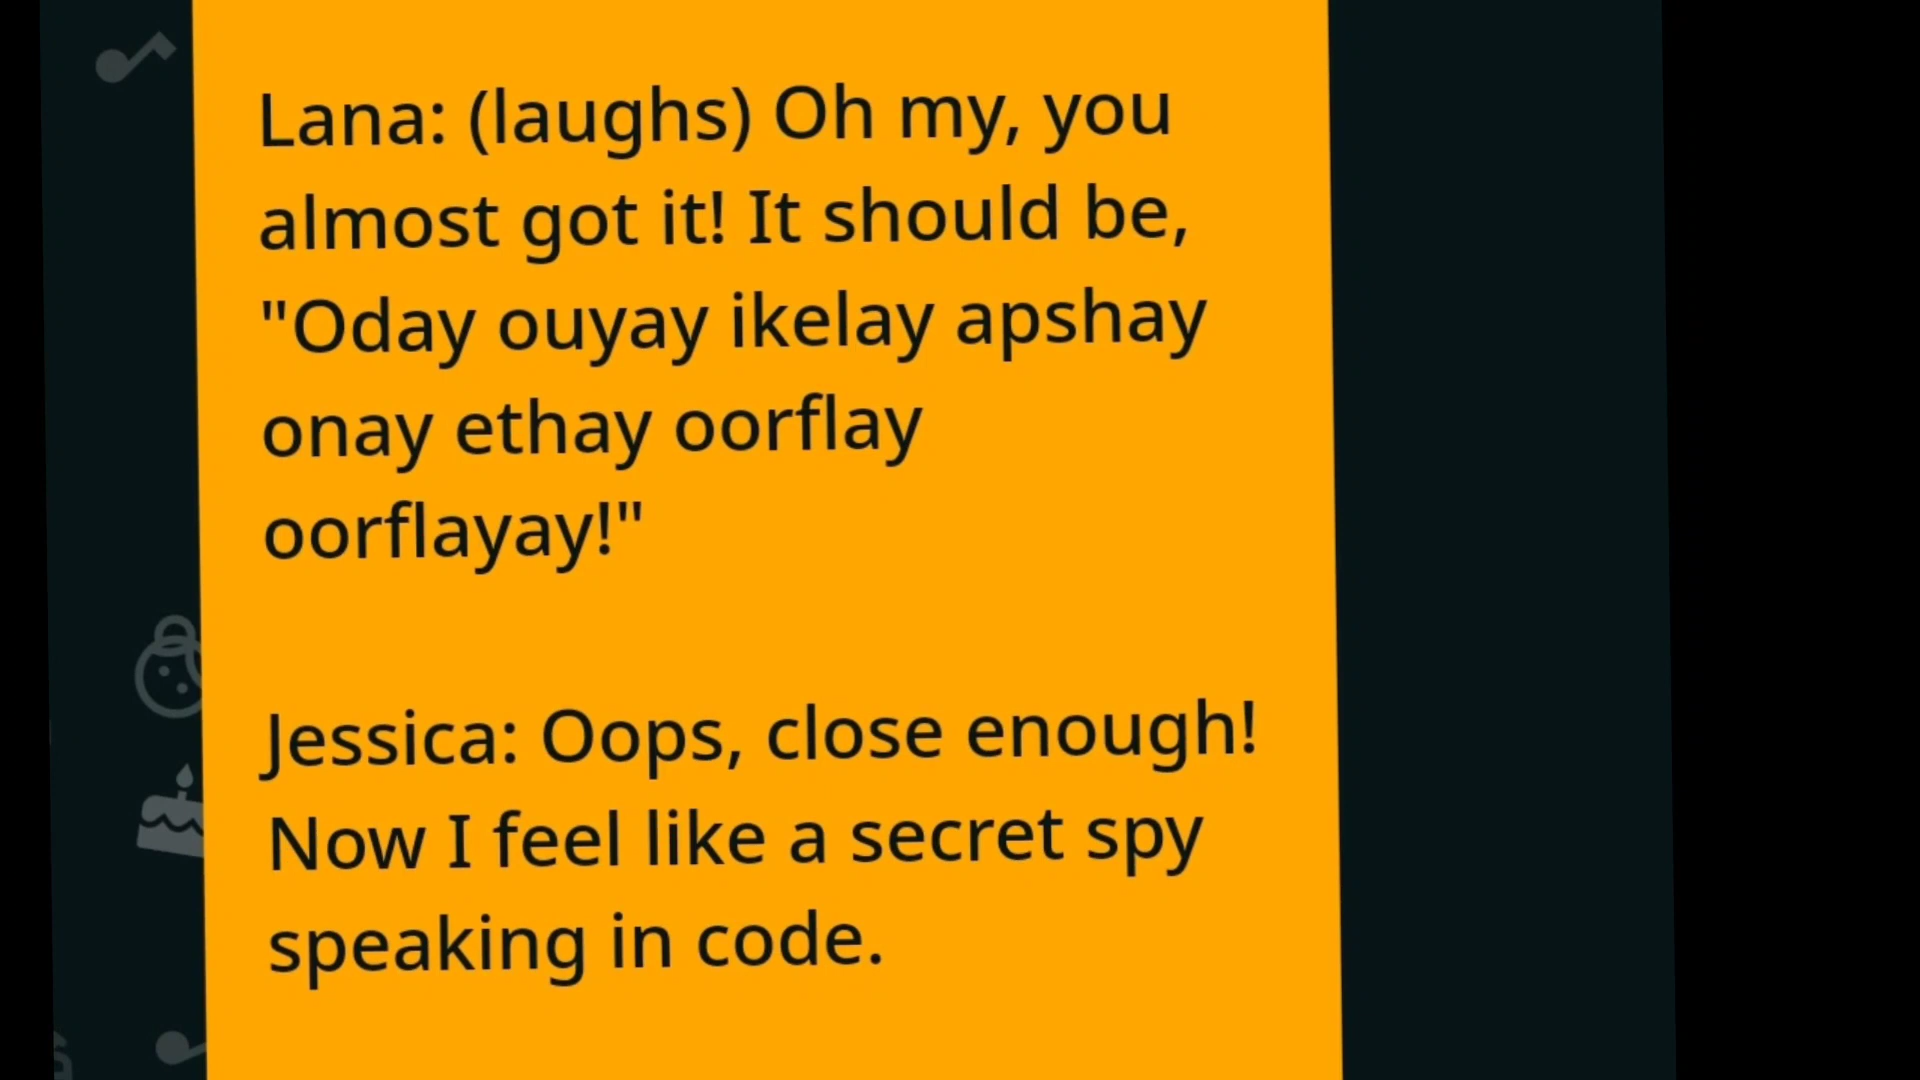 Lana: (laughs) Oh my, you
almost got it! It should be,
"Oday ouyay ikelay apshay
onay ethay oorflay
oorflayay!"
Jessica: Oops, close enough!
Now I feel like a secret spy
speaking in code.